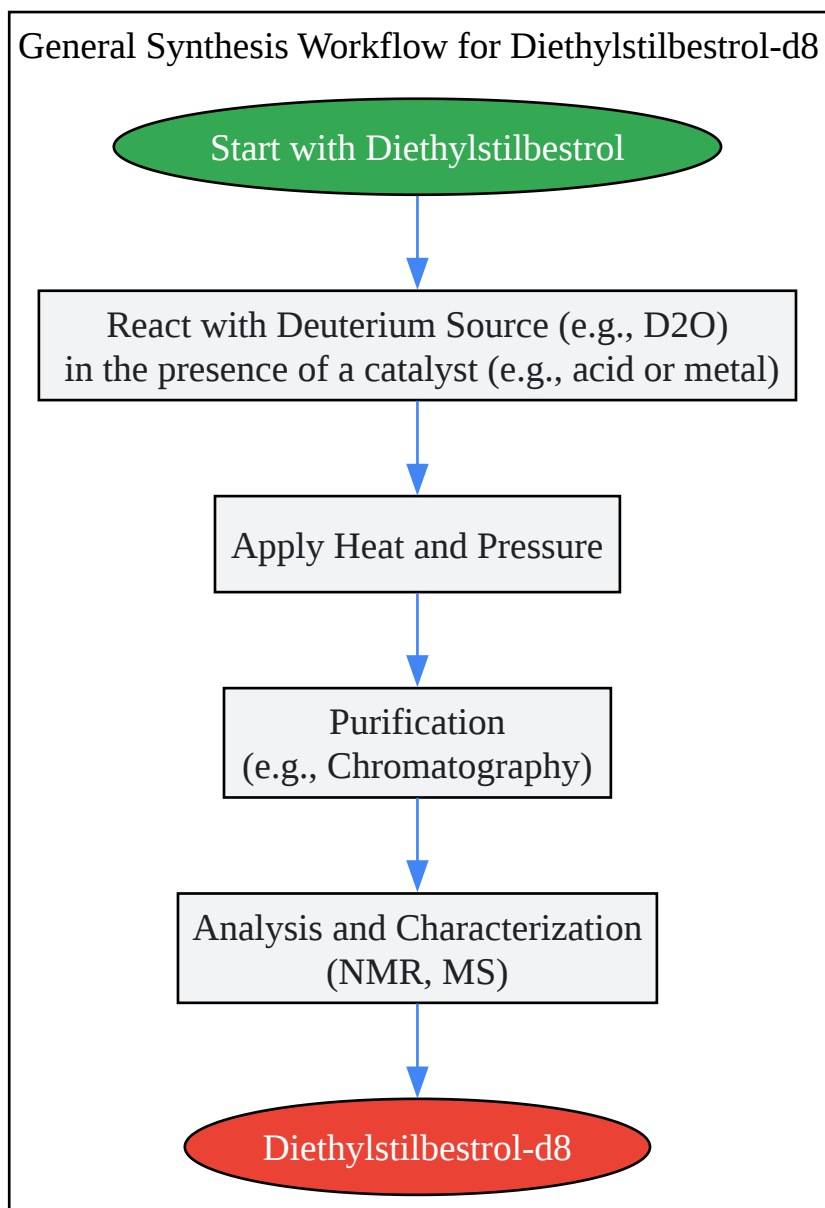 General Synthesis Workflow for Diethylstilbestrol-d8
Start with Diethylstilbestrol
React with Deuterium Source (e.g., D2O)
in the presence of a catalyst (e.g., acid or metal)
Apply Heat and Pressure
Purification
(e.g., Chromatography)
Analysis and Characterization
(NMR, MS)
Diethylstilbestrol-d8